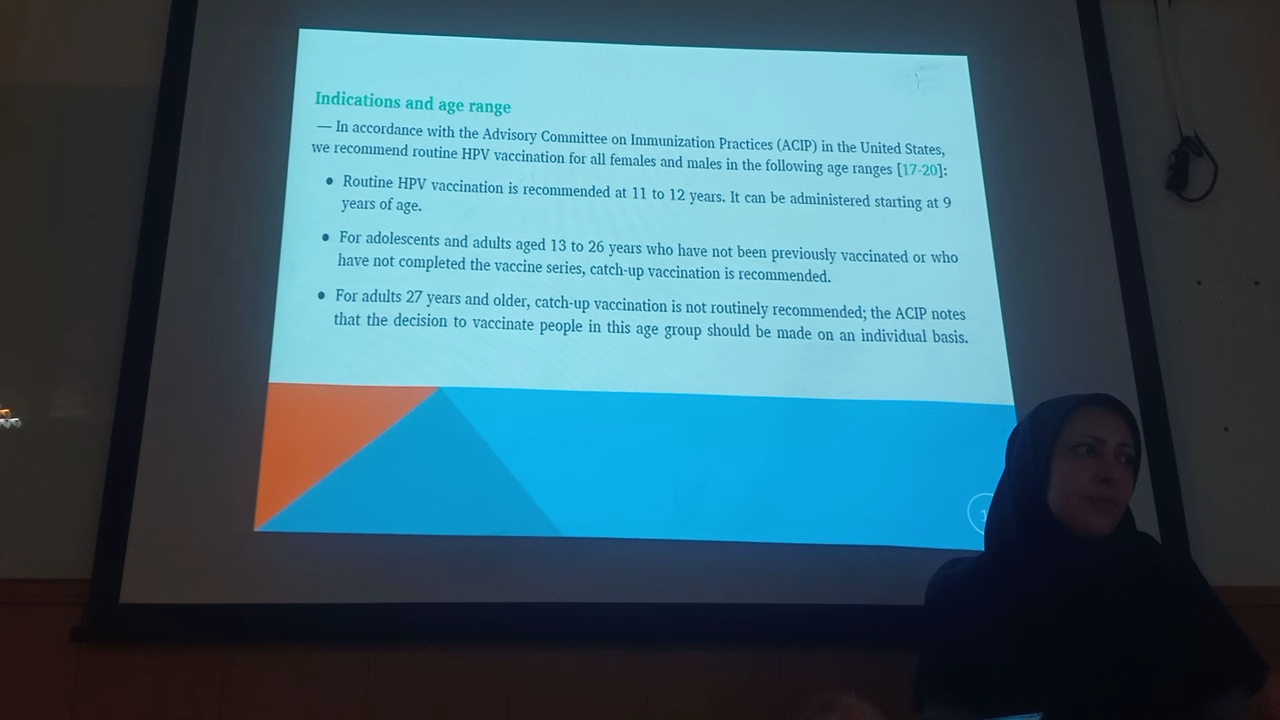 Indications and age range
— In accordance with the Advisory Committee on Immunization Practices (ACIP) in the United States,
we recommend routine HPV vaccination for all females and males in the following age ranges [17-20]:
• Routine HPV vaccination is recommended at 11 to 12 years. It can be administered starting at 9
years of age.
• For adolescents and adults aged 13 to 26 years who have not been previously vaccinated or who
have not completed the vaccine series, catch-up vaccination is recommended.
• For adults 27 years and older, catch-up vaccination is not routinely recommended; the ACIP notes
that the decision to vaccinate people in this age group should be made on an individual basis.